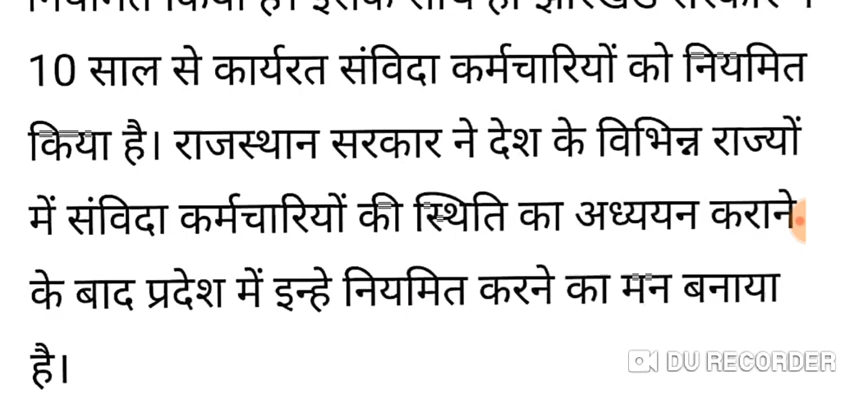 10 साल से कार्यरत संविदा कर्मचारियों को नियमित
किया है। राजस्थान सरकार ने देश के विभिन्न राज्यों
में संविदा कर्मचारियों की स्थिति का अध्ययन कराने
के बाद प्रदेश में इन्हे नियमित करने का मन बनाया
है।
DU RECORDER